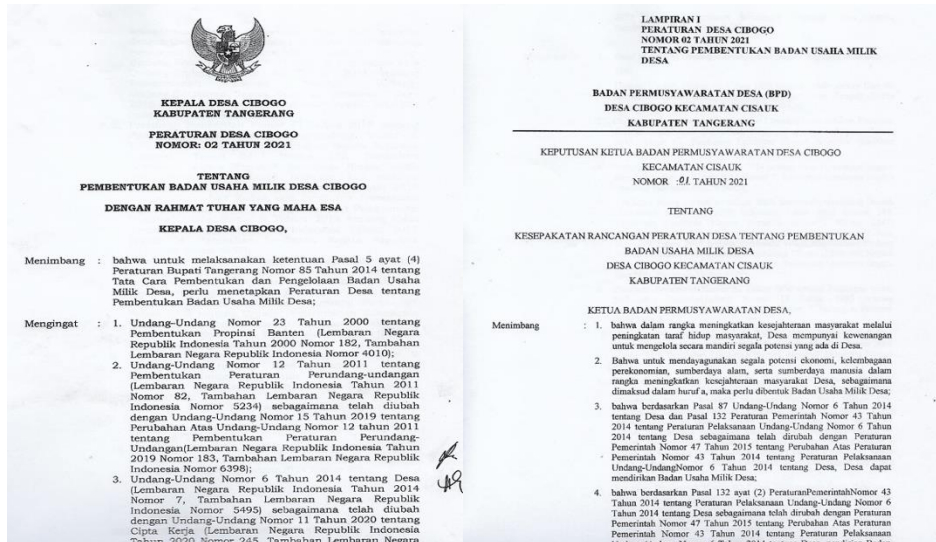 KEPALA DESA CIBOGO
KABUPATEN TANGERANG
PERATURAN DESA CIBOGO
NOMOR: 02 TAHUN 2021
TENTANG
PEMBENTUKAN BADAN USAHA MILIK DESA CIBOGO
DENGAN RAHMAT TUHAN YANG MAHA ESA
KEPALA DESA CIBOGO,
Menimbang : bahwa untuk melaksanakan ketentuan Pasal 5 ayat (4)
Peraturan Bupati Tangerang Nomor 85 Tahun 2014 tentang
Tata Cara Pembentukan dan Pengelolaan Badan Usaha
Milik Desa, perlu menetapkan Peraturan Desa tentang
Pembentukan Badan Usaha Milik Desa;
Mengingat : 1. Undang-Undang Nomor 23 Tahun 2000 tentang
Pembentukan Propinsi Banten (Lembaran Negara
Republik Indonesia Tahun 2000 Nomor 182, Tambahan
Lembaran Negara Republik Indonesia Nomor 4010);
2. Undang-Undang Nomor 12 Tahun 2011 tentang
Pembentukan Peraturan Perundang-undangan
(Lembaran Negara Republik Indonesia Tahun 2011
Nomor 82, Tambahan Lembaran Negara Republik
Indonesia Nomor 5234) sebagaimana telah diubah
dengan Undang-Undang Nomor 15 Tahun 2019 tentang
Perubahan Atas Undang-Undang Nomor 12 tahun 2011
tentang Pembentukan Peraturan Perundang-
Undangan(Lembaran Negara Republik Indonesia Tahun
2019 Nomor 183, Tambahan Lembaran Negara Republik
Indonesia Nomor 6398);
3. Undang-Undang Nomor 6 Tahun 2014 tentang Desa
(Lembaran Negara Republik Indonesia Tahun 2014
Nomor 7, Tambahan Lembaran Negara Republik
Indonesia Nomor 5495) sebagaimana telah diubah
dengan Undang-Undang Nomor 11 Tahun 2020 tentang
Cipta Kerja (Lembaran Negara Republik Indonesia
Tahun 2020 Nomor 245, Tambahan Lembaran Negara
LAMPIRAN I
PERATURAN DESA CIBOGO
NOMOR 02 TAHUN 2021
TENTANG PEMBENTUKAN BADAN USAHA MILIK
DESA
BADAN PERMUSYAWARATAN DESA (BPD)
DESA CIBOGO KECAMATAN CISAUK
KABUPATEN TANGERANG
KEPUTUSAN KETUA BADAN PERMUSYAWARATAN DESA CIBOGO
KECAMATAN CISAUK
NOMOR :01 TAHUN 2021
TENTANG
KESEPAKATAN RANCANGAN PERATURAN DESA TENTANG PEMBENTUKAN
BADAN USAHA MILIK DESA
DESA CIBOGO KECAMATAN CISAUK
KABUPATEN TANGERANG
KETUA BADAN PERMUSYAWARATAN DESA,
Menimbang : 1. bahwa dalam rangka meningkatkan kesejahteraan masyarakat melalui
peningkatan taraf hidup masyarakat, Desa mempunyai kewenangan
untuk mengelola secara mandiri segala potensi yang ada di Desa.
2. Bahwa untuk mendayagunakan segala potensi ekonomi, kelembagaan
perekonomian, sumberdaya alam, serta sumberdaya manusia dalam
rangka meningkatkan kesejahteraan masyarakat Desa, sebagaimana
dimaksud dalam huruf a, maka perlu dibentuk Badan Usaha Milik Desa;
3. bahwa berdasarkan Pasal 87 Undang-Undang Nomor 6 Tahun 2014
tentang Desa dan Pasal 132 Peraturan Pemerintah Nomor 43 Tahun
2014 tentang Peraturan Pelaksanaan Undang-Undang Nomor 6 Tahun
2014 tentang Desa sebagaimana telah dirubah dengan Peraturan
Pemerintah Nomor 47 Tahun 2015 tentang Perubahan Atas Peraturan
Pemerintah Nomor 43 Tahun 2014 tentang Peraturan Pelaksanaan
Undang-UndangNomor 6 Tahun 2014 tentang Desa, Desa dapat
mendirikan Badan Usaha Milik Desa;
4. bahwa berdasarkan Pasal 132 ayat (2) PeraturanPemerintahNomor 43
Tahun 2014 tentang Peraturan Pelaksanaan Undang-Undang Nomor 6
Tahun 2014 tentang Desa sebagaimana telah dirubah dengan Peraturan
Pemerintah Nomor 47 Tahun 2015 tentang Perubahan Atas Peraturan